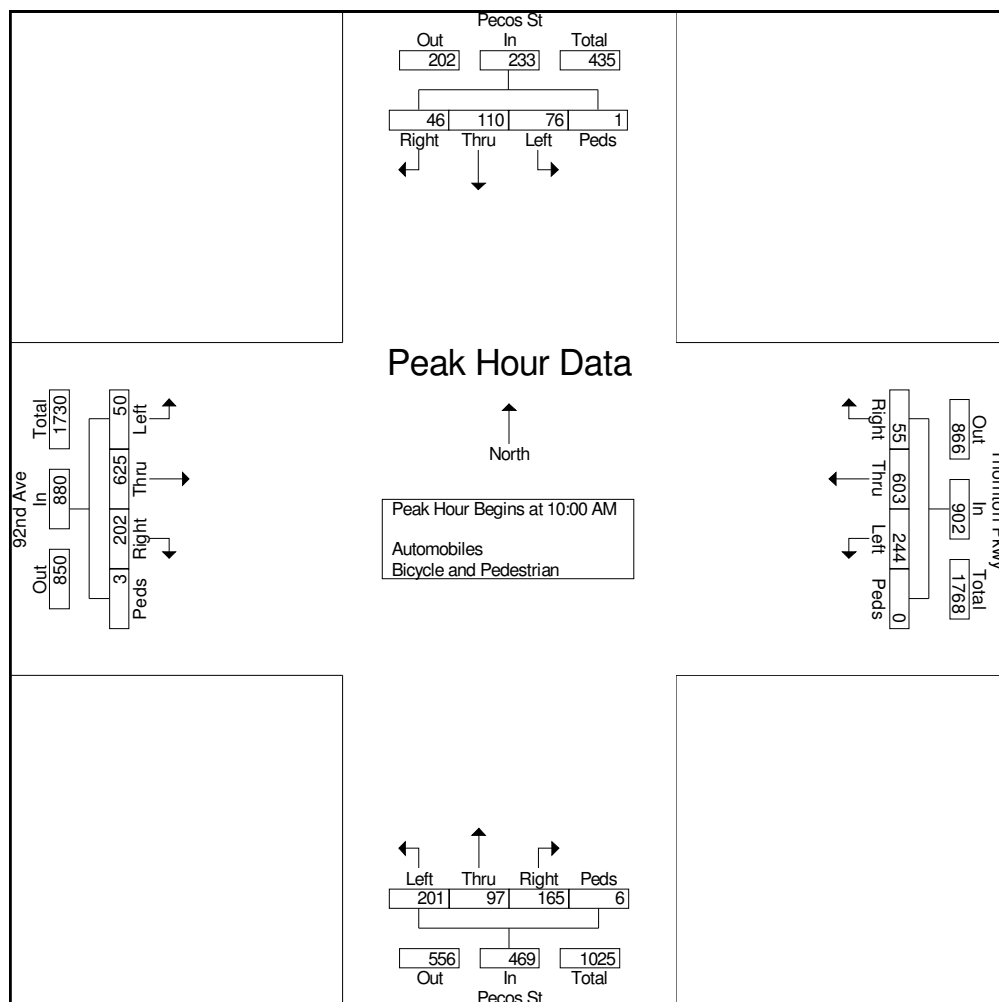 Pecos St
Out In Total
202 233 435
46 110 76 1
Right Thru Left Peds
Peak Hour Data
North
Peak Hour Begins at 10:00 AM
Automobiles
Bicycle and Pedestrian
92nd Ave
Out In Total
850 880 1730
Left Thru Right Peds
50 625 202 3
Thornton Pkwy
Out In Total
866 902 1768
Right Thru Left Peds
55 603 244 0
Left Thru Right Peds
201 97 165 6
556 469 1025
Out In Total
Pecos St